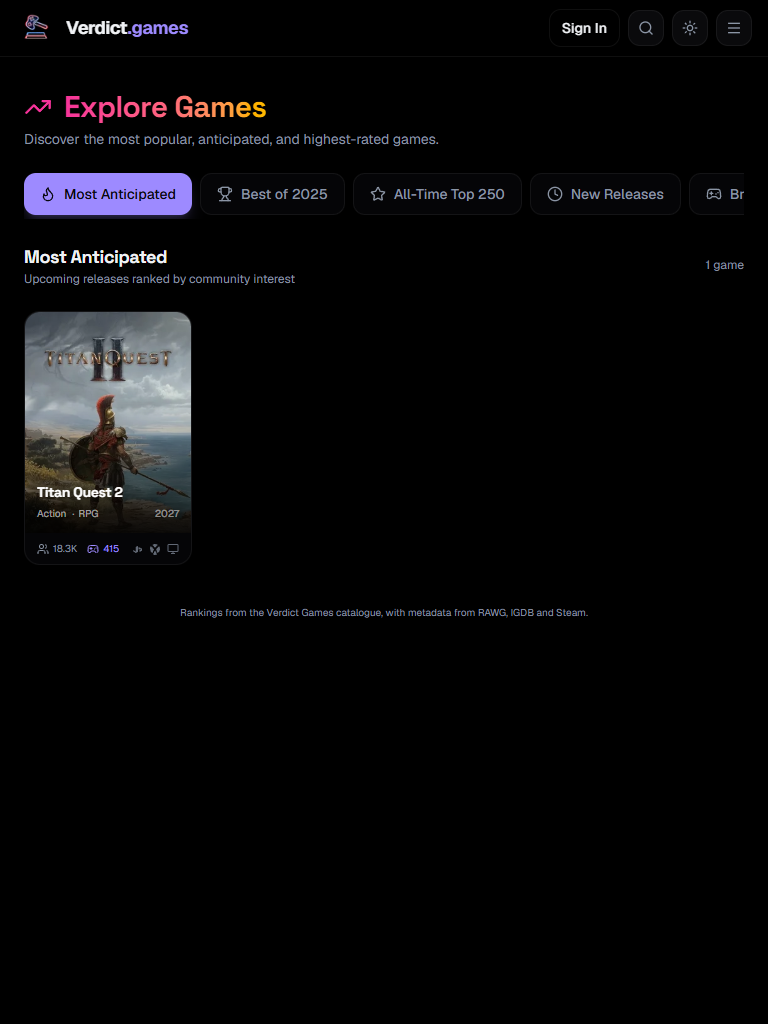 Verdict.games
Sign In
Explore Games
Discover the most popular, anticipated, and highest-rated games.
Most Anticipated
Best of 2025
All-Time Top 250
New Releases
Br
Most Anticipated
Upcoming releases ranked by community interest
1 game
TITAN QUEST
II
Titan Quest 2
Action · RPG
2027
18.3K
415
Rankings from the Verdict Games catalogue, with metadata from RAWG, IGDB and Steam.